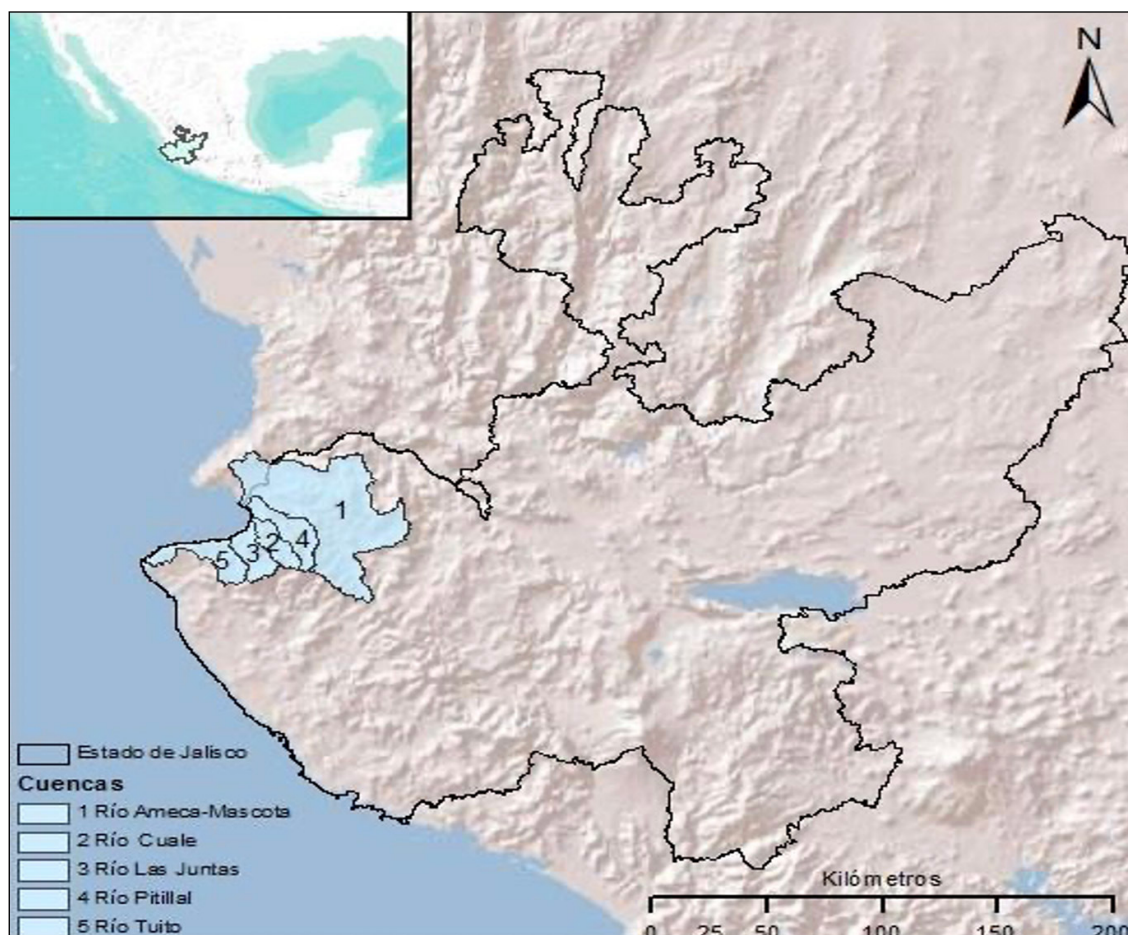 N
1
2
4
3
5
Estado de Jalisco
Cuencas
1 Río Ameca-Mascota
2 Río Cuale
3 Río Las Juntas
4 Río Pitillal
5 Río Tuito
Kilómetros
0 25 50 100 150 200